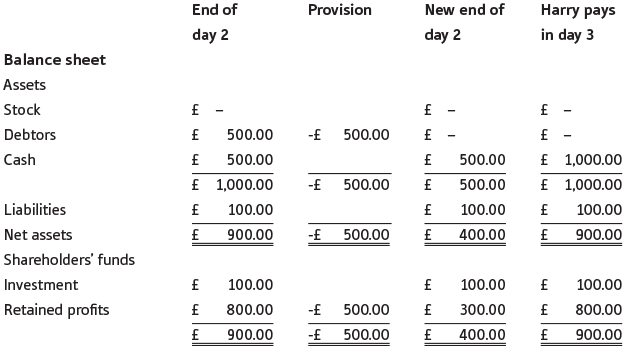 End of Provision New end of Harry pays
day 2 day 2 in day 3
Balance sheet
Assets
Stock £ – £ – £ –
Debtors £ 500.00 -£ 500.00 £ – £ –
Cash £ 500.00 £ 500.00 £ 1,000.00
£ 1,000.00 -£ 500.00 £ 500.00 £ 1,000.00
Liabilities £ 100.00 £ 100.00 £ 100.00
Net assets £ 900.00 -£ 500.00 £ 400.00 £ 900.00
Shareholders' funds
Investment £ 100.00 £ 100.00 £ 100.00
Retained profits £ 800.00 -£ 500.00 £ 300.00 £ 800.00
£ 900.00 -£ 500.00 £ 400.00 £ 900.00